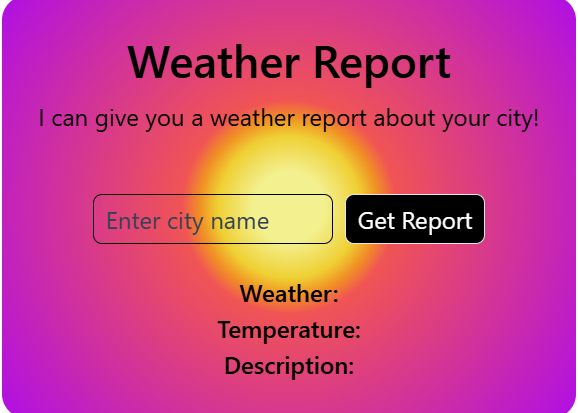 Weather Report
I can give you a weather report about your city!
Enter city name Get Report
Weather:
Temperature:
Description: